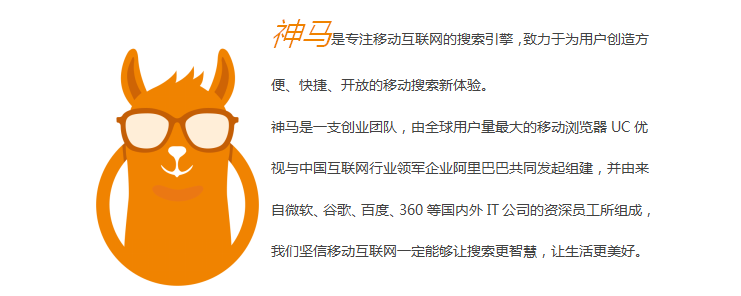 神马是专注移动互联网的搜索引擎,致力于为用户创造方
便、快捷、开放的移动搜索新体验。
神马是一支创业团队，由全球用户量最大的移动浏览器 UC 优
视与中国互联网行业领军企业阿里巴巴共同发起组建，并由来
自微软、谷歌、百度、360 等国内外 IT 公司的资深员工所组成，
我们坚信移动互联网一定能够让搜索更智慧，让生活更美好。